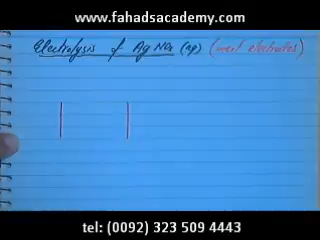 www.fahadsacademy.com
Electrolysis of AgNO₃ (aq) (inert electrodes)
tel: (0092) 323 509 4443